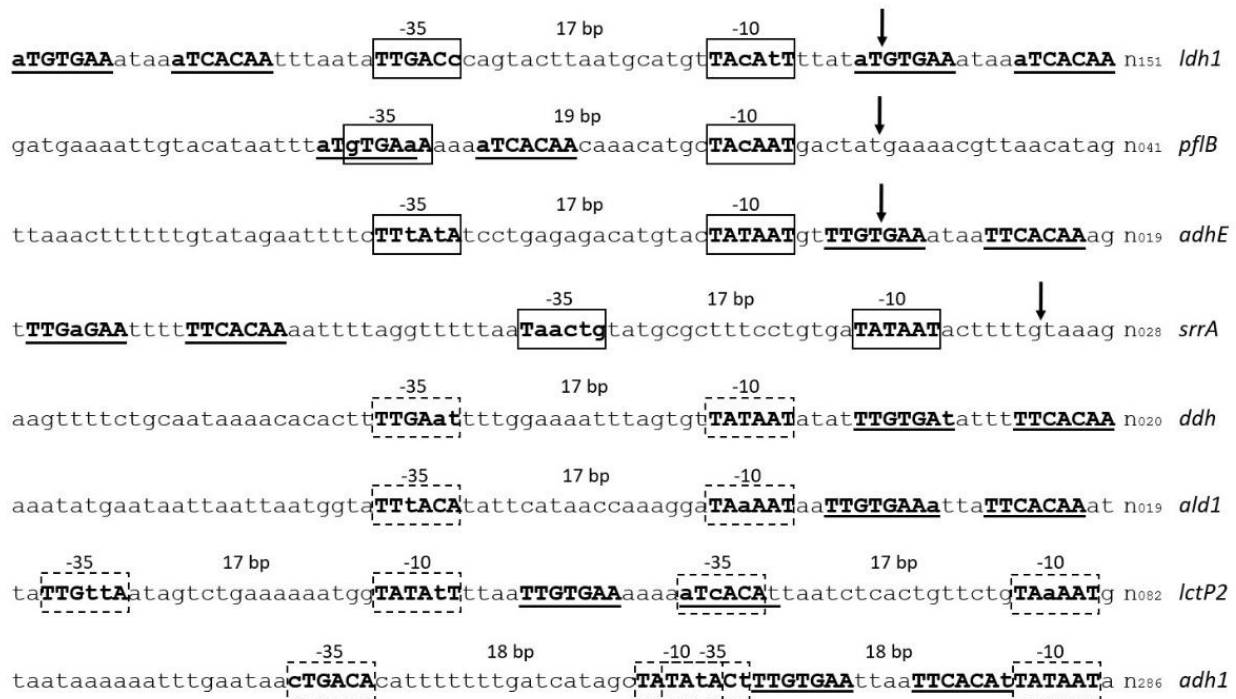 -35 17 bp -10
aTGTGAAataaaTCACAAtttaataTTGACccagtacttaatgcatgtTAcAtTttataTGTGAAataaaTCACAA n151 ldh1
-35 19 bp -10
gatgaaaattgtacataatttaTgTGAaAaaaaTCACAAcaaacatgcTAcAATgactatgaaaacgttaacatag n041 pflB
-35 17 bp -10
ttaaacttttttgtatagaattttcTTtAtAtcctgagagacatgtacTATAATgtTTGTGAAataaTTCACAAag n019 adhE
-35 17 bp -10
tTTGaGAAttttTTCACAAaattttaggtttttaaTaactgtatgcgctttcctgtgaTATAATacttttgtaaag n028 srrA
-35 17 bp -10
aagttttctgcaataaaacacacttTTGAattttggaaaatttagtgtTATAATatatTTGTGAtatttTTCACAA n020 ddh
-35 17 bp -10
aaatatgaataattaattaatggtaTTtACAtattcataaccaaaggaTAaAATaaTTGTGAAattaTTCACAAat n019 ald1
-35 17 bp -10 -35 17 bp -10
taTTGttAatagtctgaaaaaatggTATAtTttaaTTGTGAAaaaaaTcACAttaatctcactgttctgTAaAATg n082 lctP2
-35 18 bp -10 -35 18 bp -10
taataaaaaatttgaataacTGACAcatttttttgatcatagcTATAtACtTTGTGAAttaaTTCACAtTATAATa n286 adh1